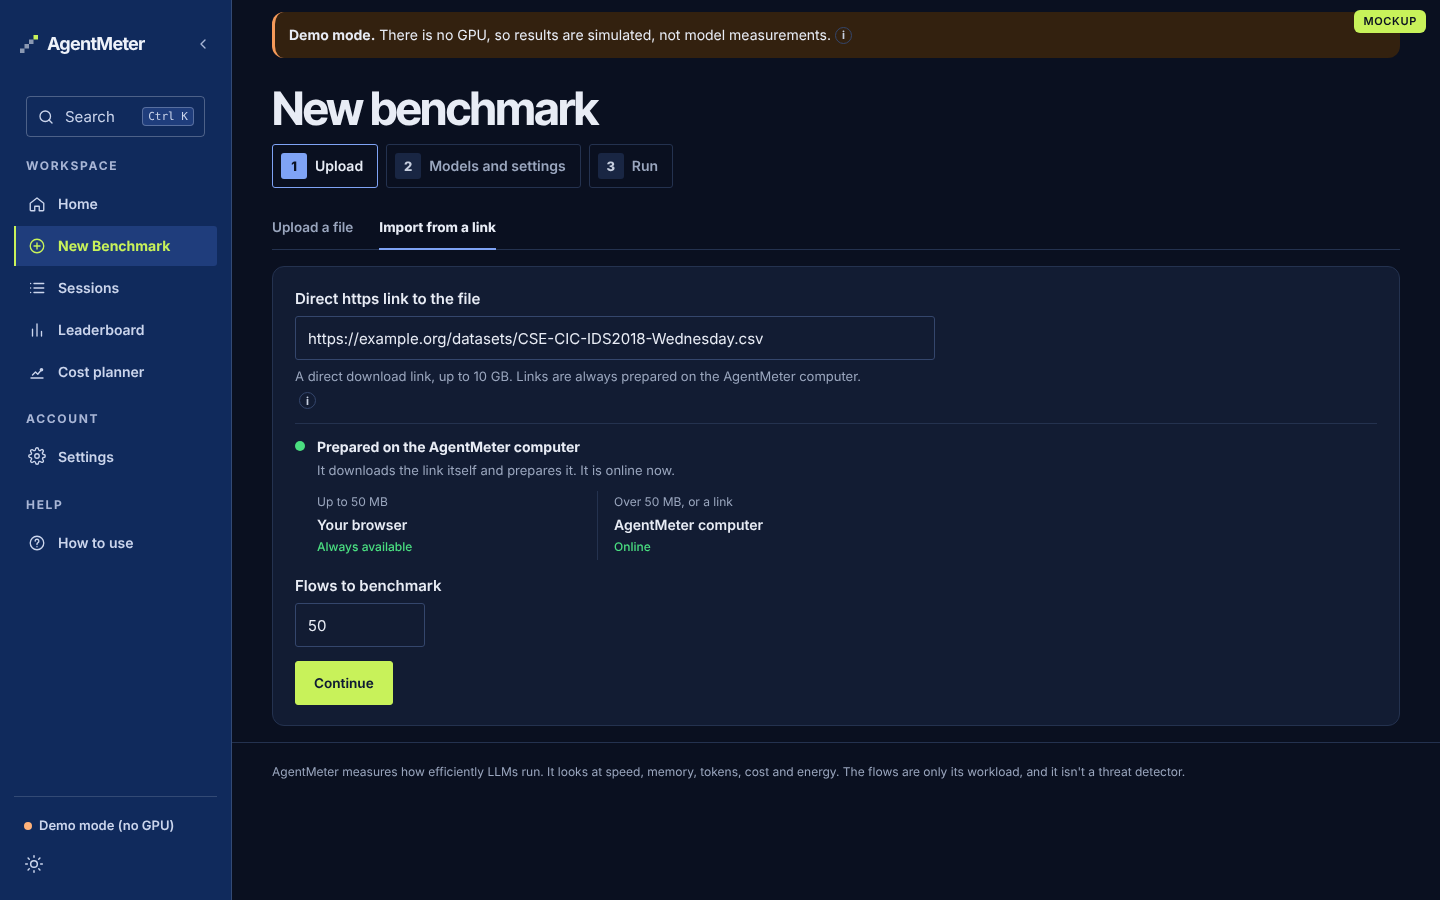 AgentMeter
Search
Ctrl K
WORKSPACE
Home
New Benchmark
Sessions
Leaderboard
Cost planner
ACCOUNT
Settings
HELP
How to use
Demo mode (no GPU)
MOCKUP
Demo mode. There is no GPU, so results are simulated, not model measurements. i
New benchmark
1 Upload
2 Models and settings
3 Run
Upload a file
Import from a link
Direct https link to the file
https://example.org/datasets/CSE-CIC-IDS2018-Wednesday.csv
A direct download link, up to 10 GB. Links are always prepared on the AgentMeter computer.
i
Prepared on the AgentMeter computer
It downloads the link itself and prepares it. It is online now.
Up to 50 MB
Your browser
Always available
Over 50 MB, or a link
AgentMeter computer
Online
Flows to benchmark
50
Continue
AgentMeter measures how efficiently LLMs run. It looks at speed, memory, tokens, cost and energy. The flows are only its workload, and it isn't a threat detector.